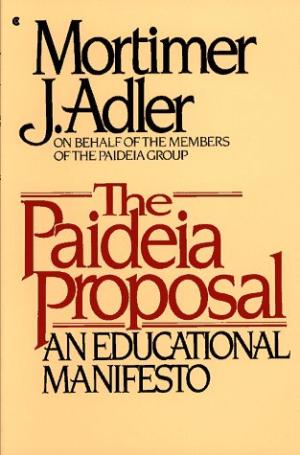 Mortimer
J. Adler
ON BEHALF OF THE MEMBERS
OF THE PAIDEIA GROUP
The
Paideia
Proposal
AN EDUCATIONAL
MANIFESTO